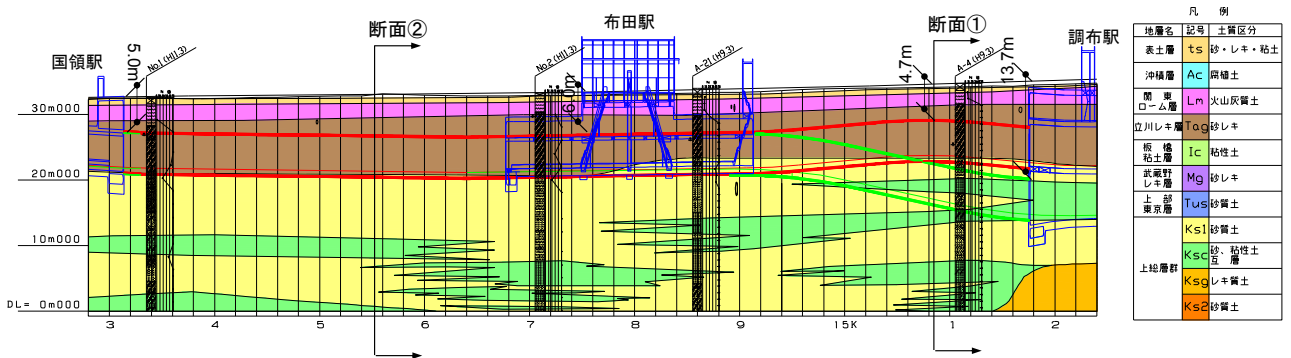 断面②
布田駅
断面①
国領駅
調布駅
5.0m
No.1 (H11.3)
No.2 (H11.3)
A-21 (H9.3)
4.7m
A-4 (H9.3)
13.7m
30m000
20m000
10m000
DL= 0m000
3 4 5 6 7 8 9 15K 1 2
凡 例
地層名 記号 土質区分
表土層 ts 砂・レキ・粘土
沖積層 Ac 腐植土
関 東
ローム層 Lm 火山灰質土
立川レキ層 Tag 砂レキ
板 橋
粘土層 Ic 粘性土
武蔵野
レキ層 Mg 砂レキ
上 部
東京層 Tus 砂質土
上総層群
Ks1 砂質土
Ksc 砂、粘性土
互 層
Ksg レキ質土
Ks2 砂質土